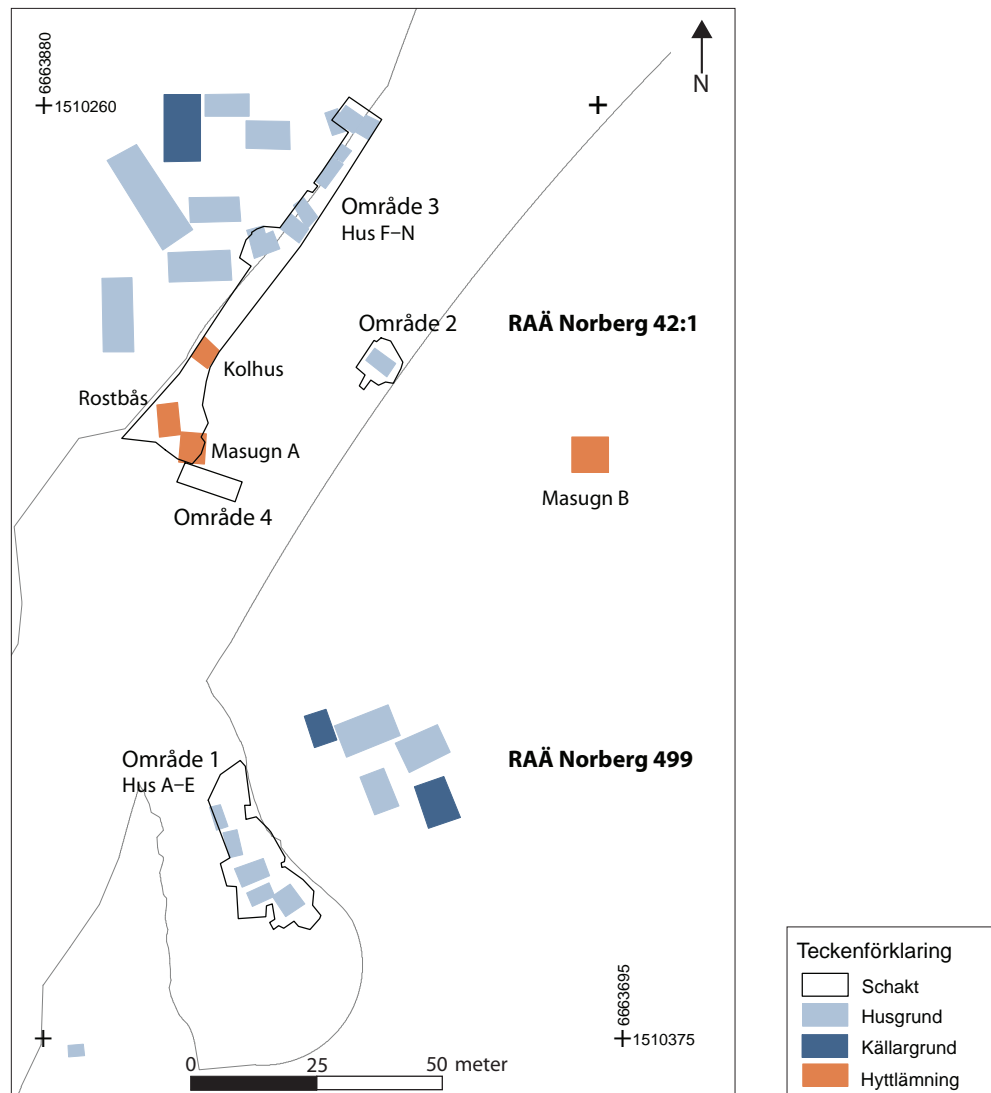 6663880
1510260
N
Område 3
Hus F–N
Område 2
RAÄ Norberg 42:1
Kolhus
Rostbås
Masugn A
Masugn B
Område 4
Område 1
Hus A–E
RAÄ Norberg 499
6663695
1510375
0 25 50 meter
Teckenförklaring
Schakt
Husgrund
Källargrund
Hyttlämning